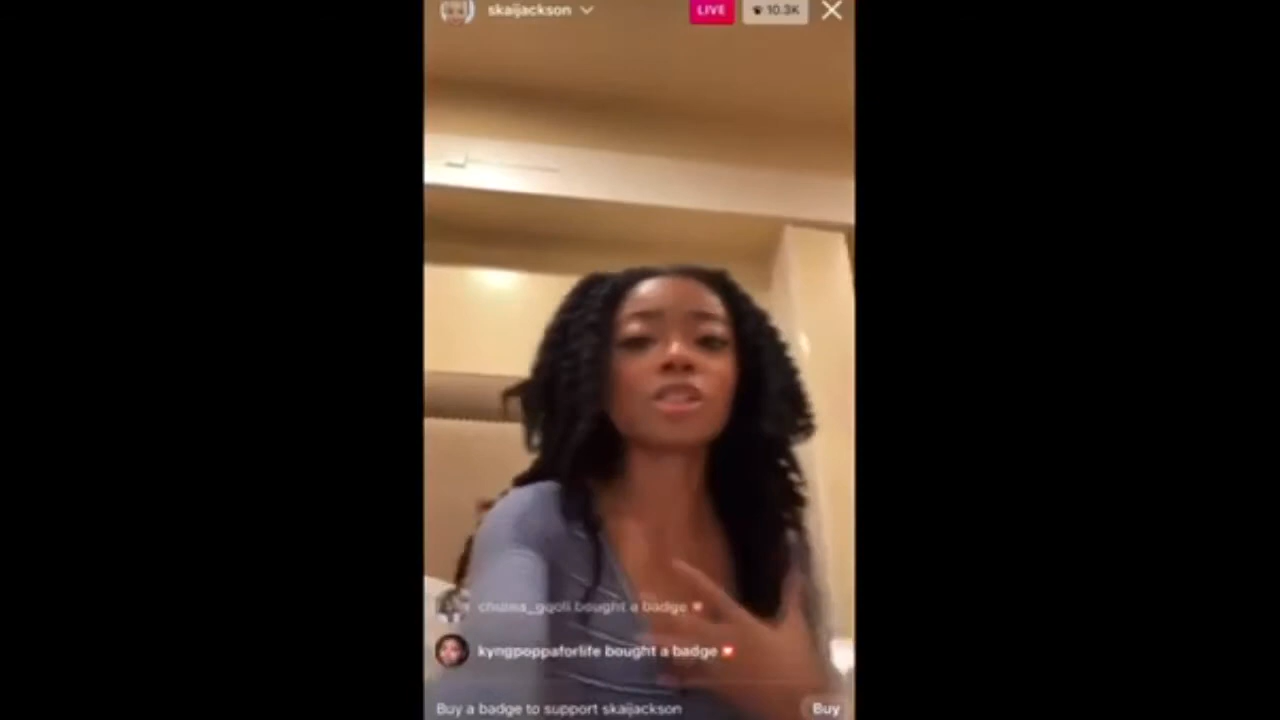 skaijackson
LIVE
10.3K
bought a badge
kyngpoppaforlife bought a badge
Buy a badge to support skaijackson
Buy